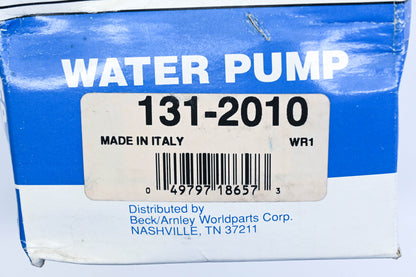 WATER PUMP
131-2010
MADE IN ITALY WR1
0 49797 18657 3
Distributed by
Beck/Arnley Worldparts Corp.
NASHVILLE, TN 37211